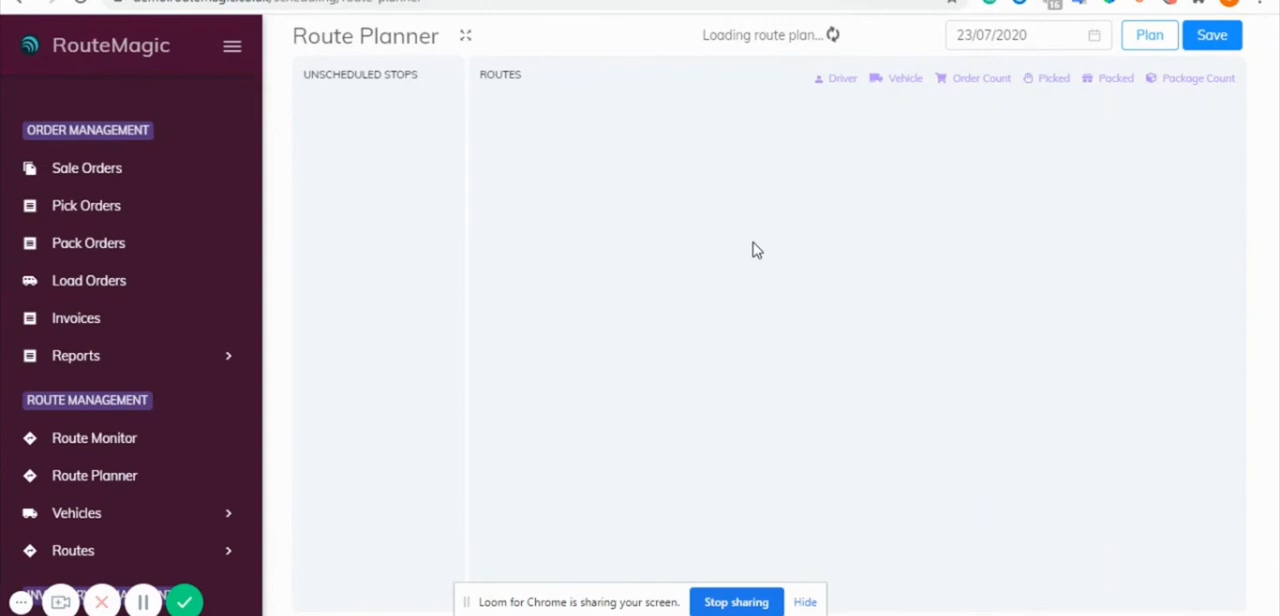 RouteMagic
Route Planner
Loading route plan...
23/07/2020
Plan
Save
UNSCHEDULED STOPS
ROUTES
Driver
Vehicle
Order Count
Picked
Packed
Package Count
ORDER MANAGEMENT
Sale Orders
Pick Orders
Pack Orders
Load Orders
Invoices
Reports
ROUTE MANAGEMENT
Route Monitor
Route Planner
Vehicles
Routes
16
Loom for Chrome is sharing your screen.
Stop sharing
Hide